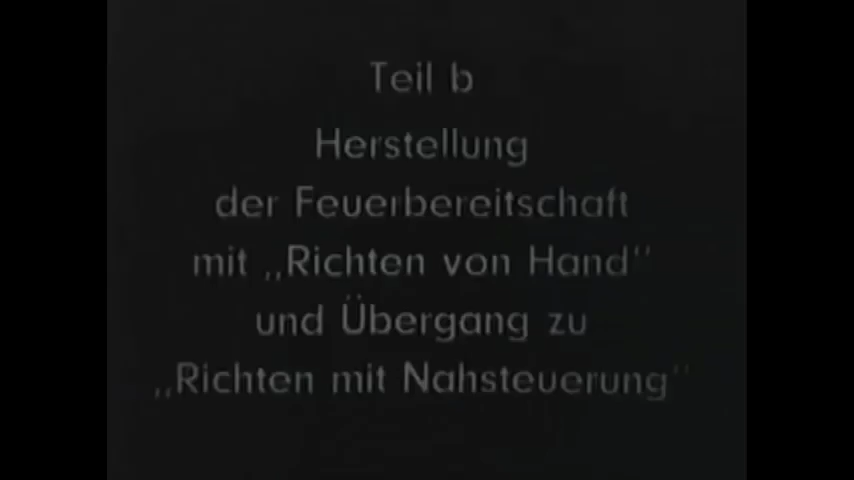 Teil b
Herstellung
der Feuerbereitschaft
mit „Richten von Hand"
und Übergang zu
„Richten mit Nahsteuerung"